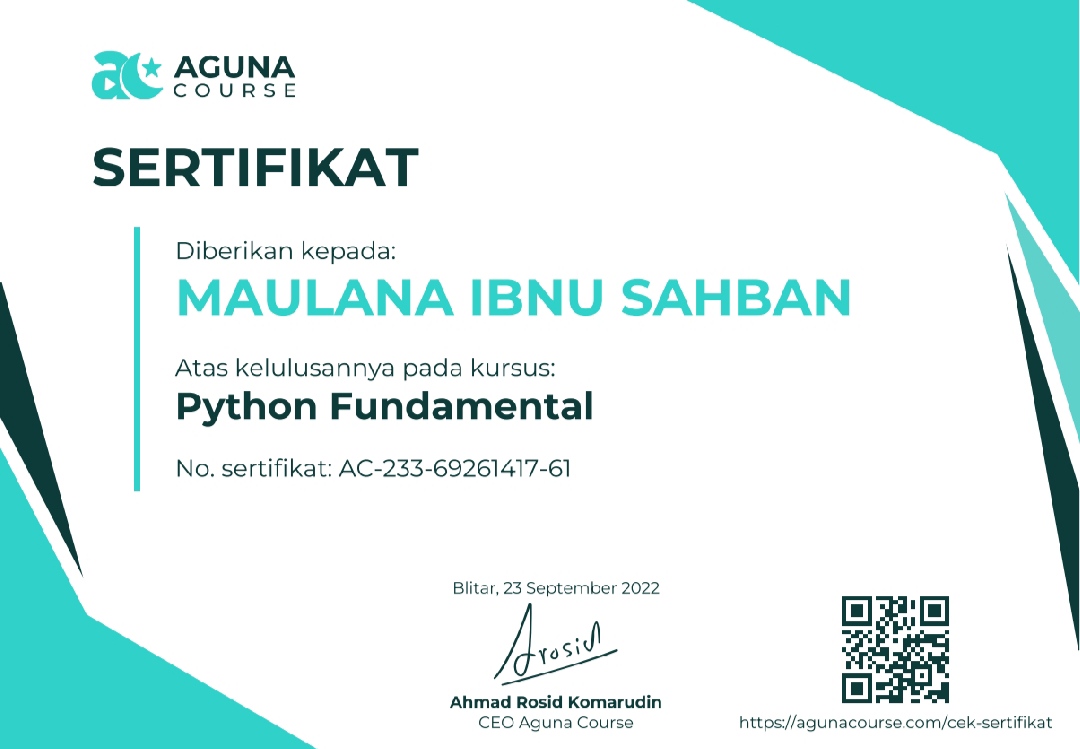 AGUNA
COURSE
SERTIFIKAT
Diberikan kepada:
MAULANA IBNU SAHBAN
Atas kelulusannya pada kursus:
Python Fundamental
No. sertifikat: AC-233-69261417-61
Blitar, 23 September 2022
Arosid
Ahmad Rosid Komarudin
CEO Aguna Course
https://agunacourse.com/cek-sertifikat